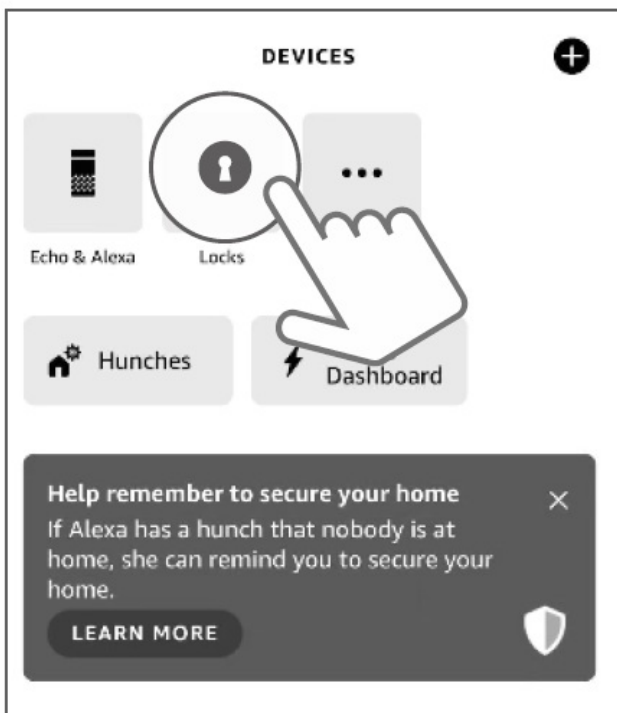 DEVICES
Echo & Alexa
Locks
Hunches
Dashboard
Help remember to secure your home
If Alexa has a hunch that nobody is at
home, she can remind you to secure your
home.
LEARN MORE